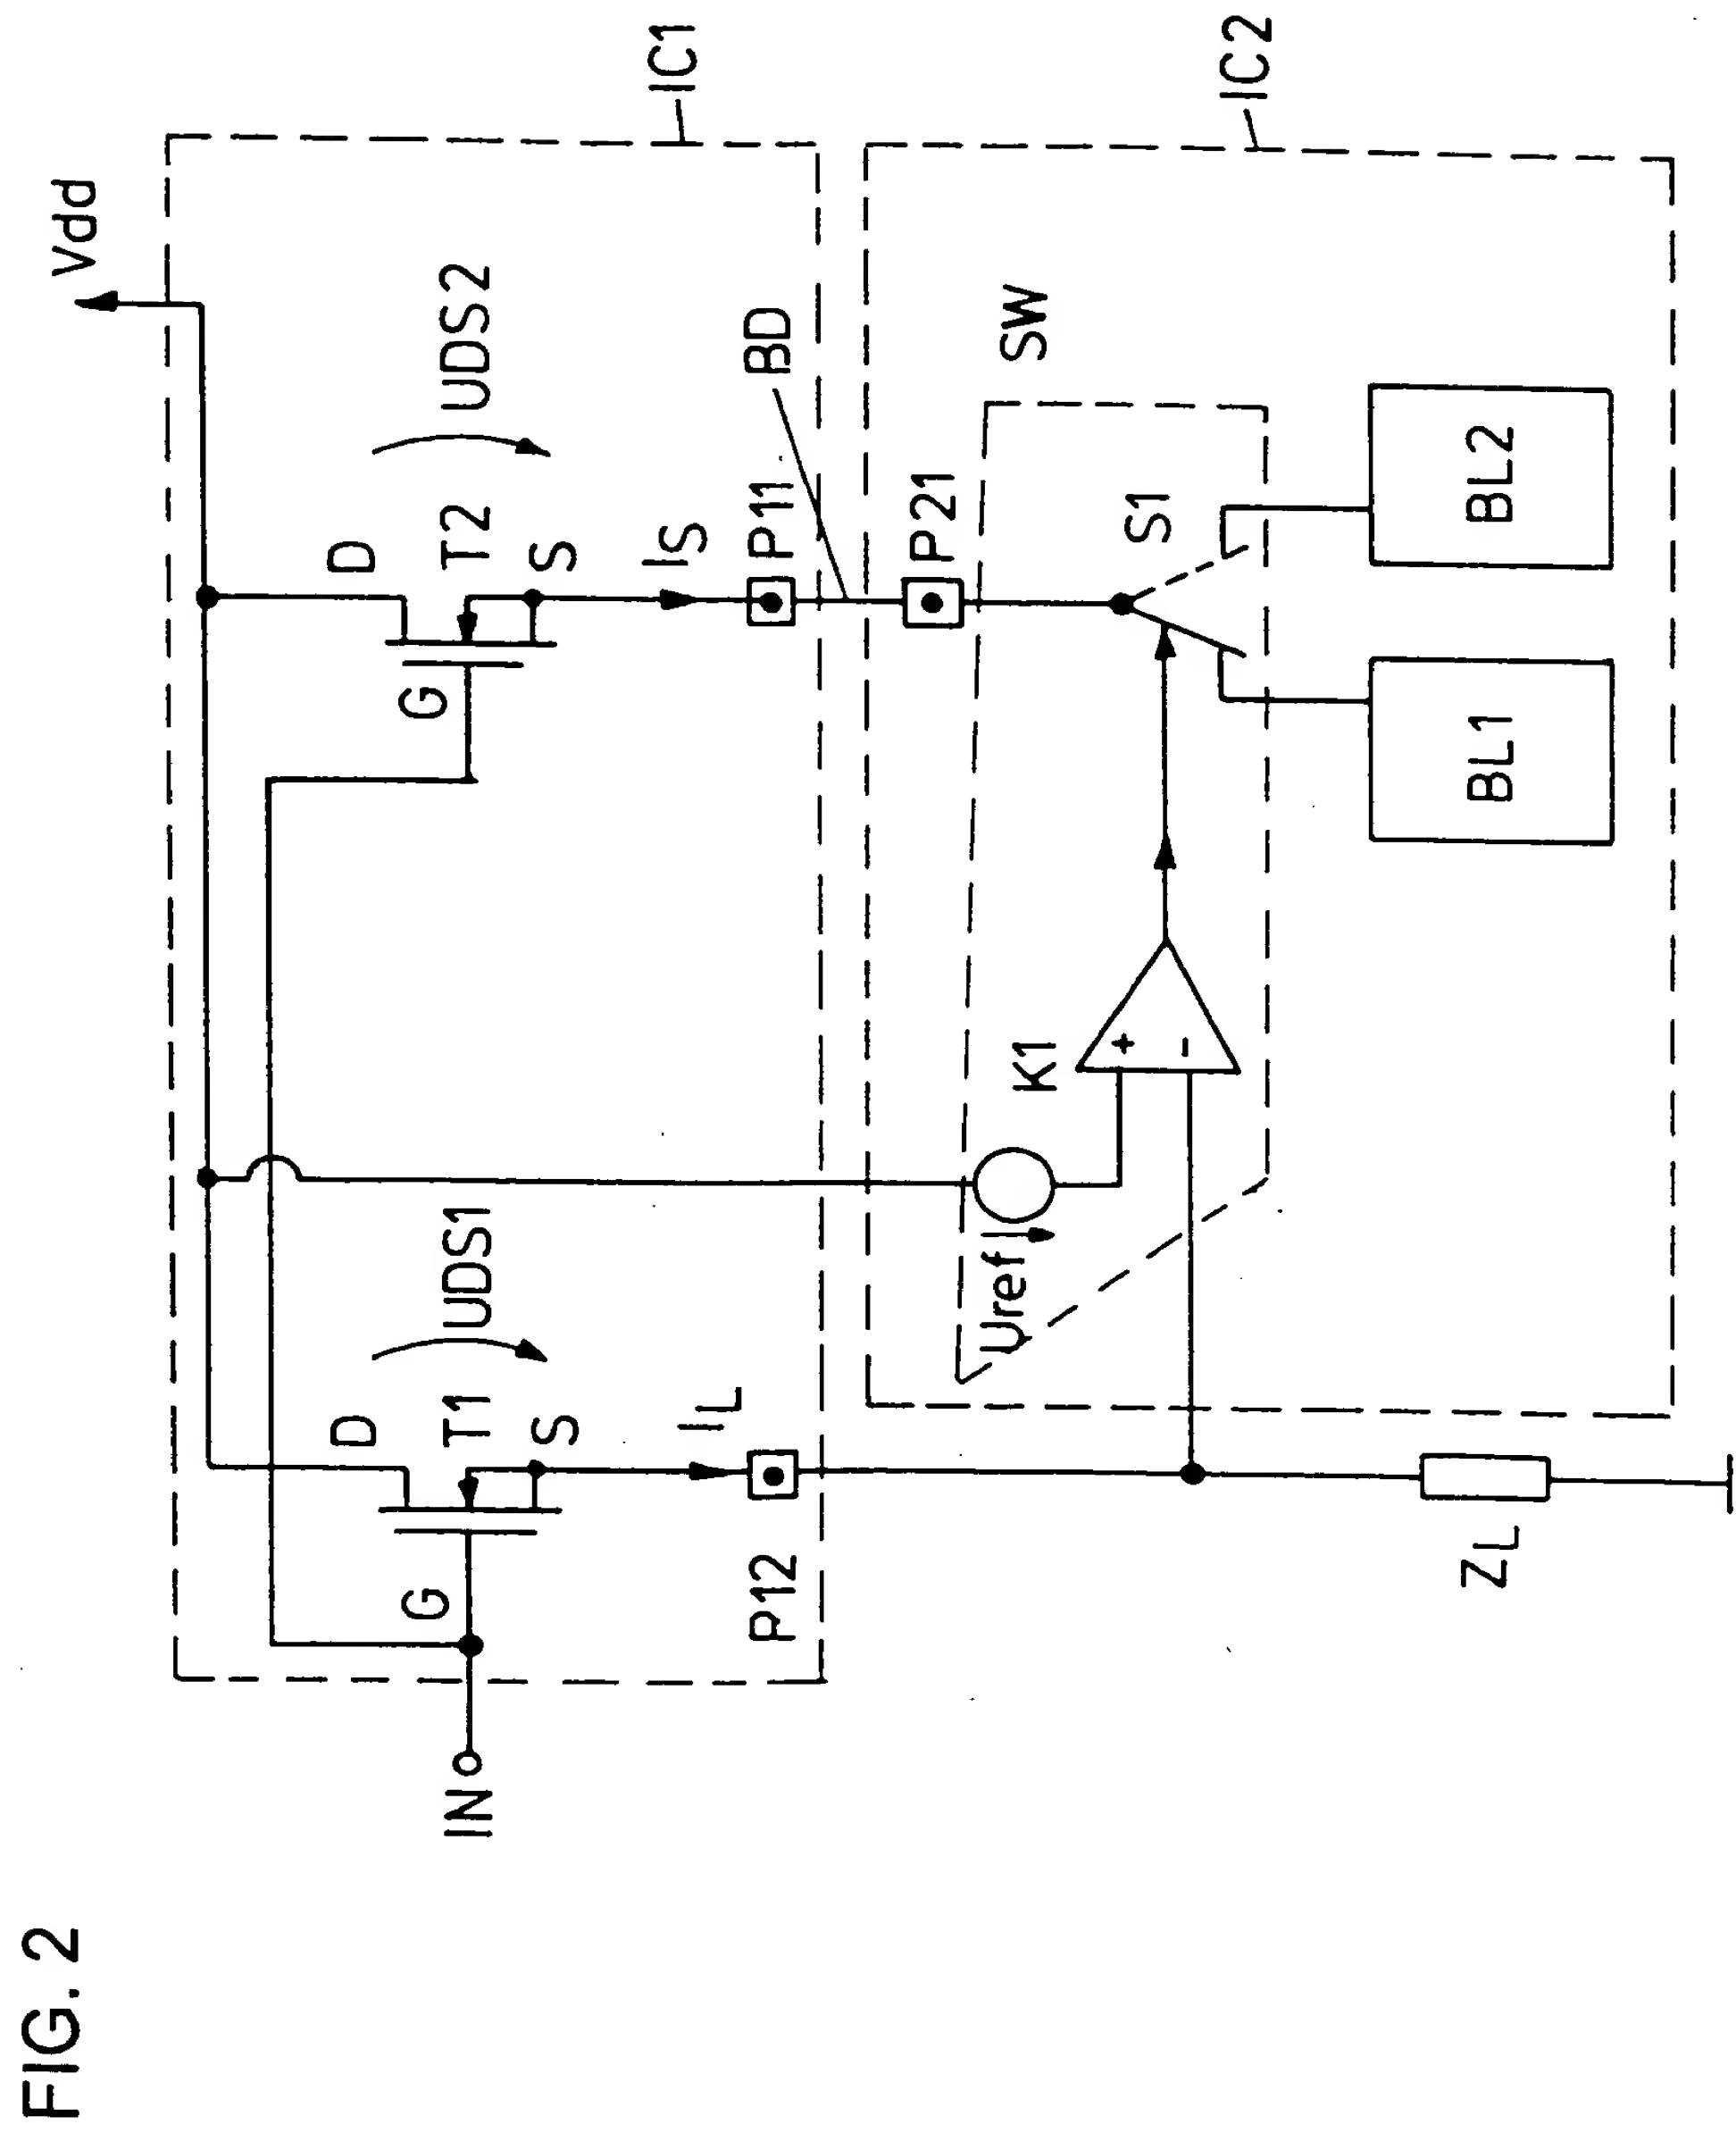 FIG. 2
Vdd
IC1
IN
G
D
T1
S
UDS1
IL
P12
G
D
T2
S
UDS2
IS
P11
BD
IC2
P21
SW
Uref
K1
+
-
S1
BL1
BL2
ZL